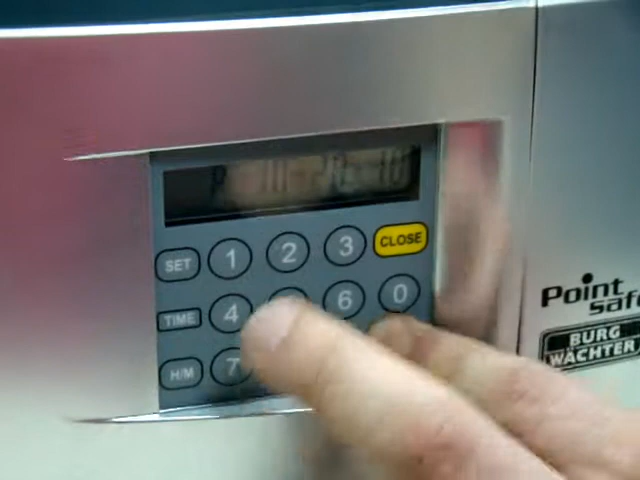 SET 1 2 3 CLOSE
TIME 4 6 0
H/M 7
Point
safe
BURG
WÄCHTER